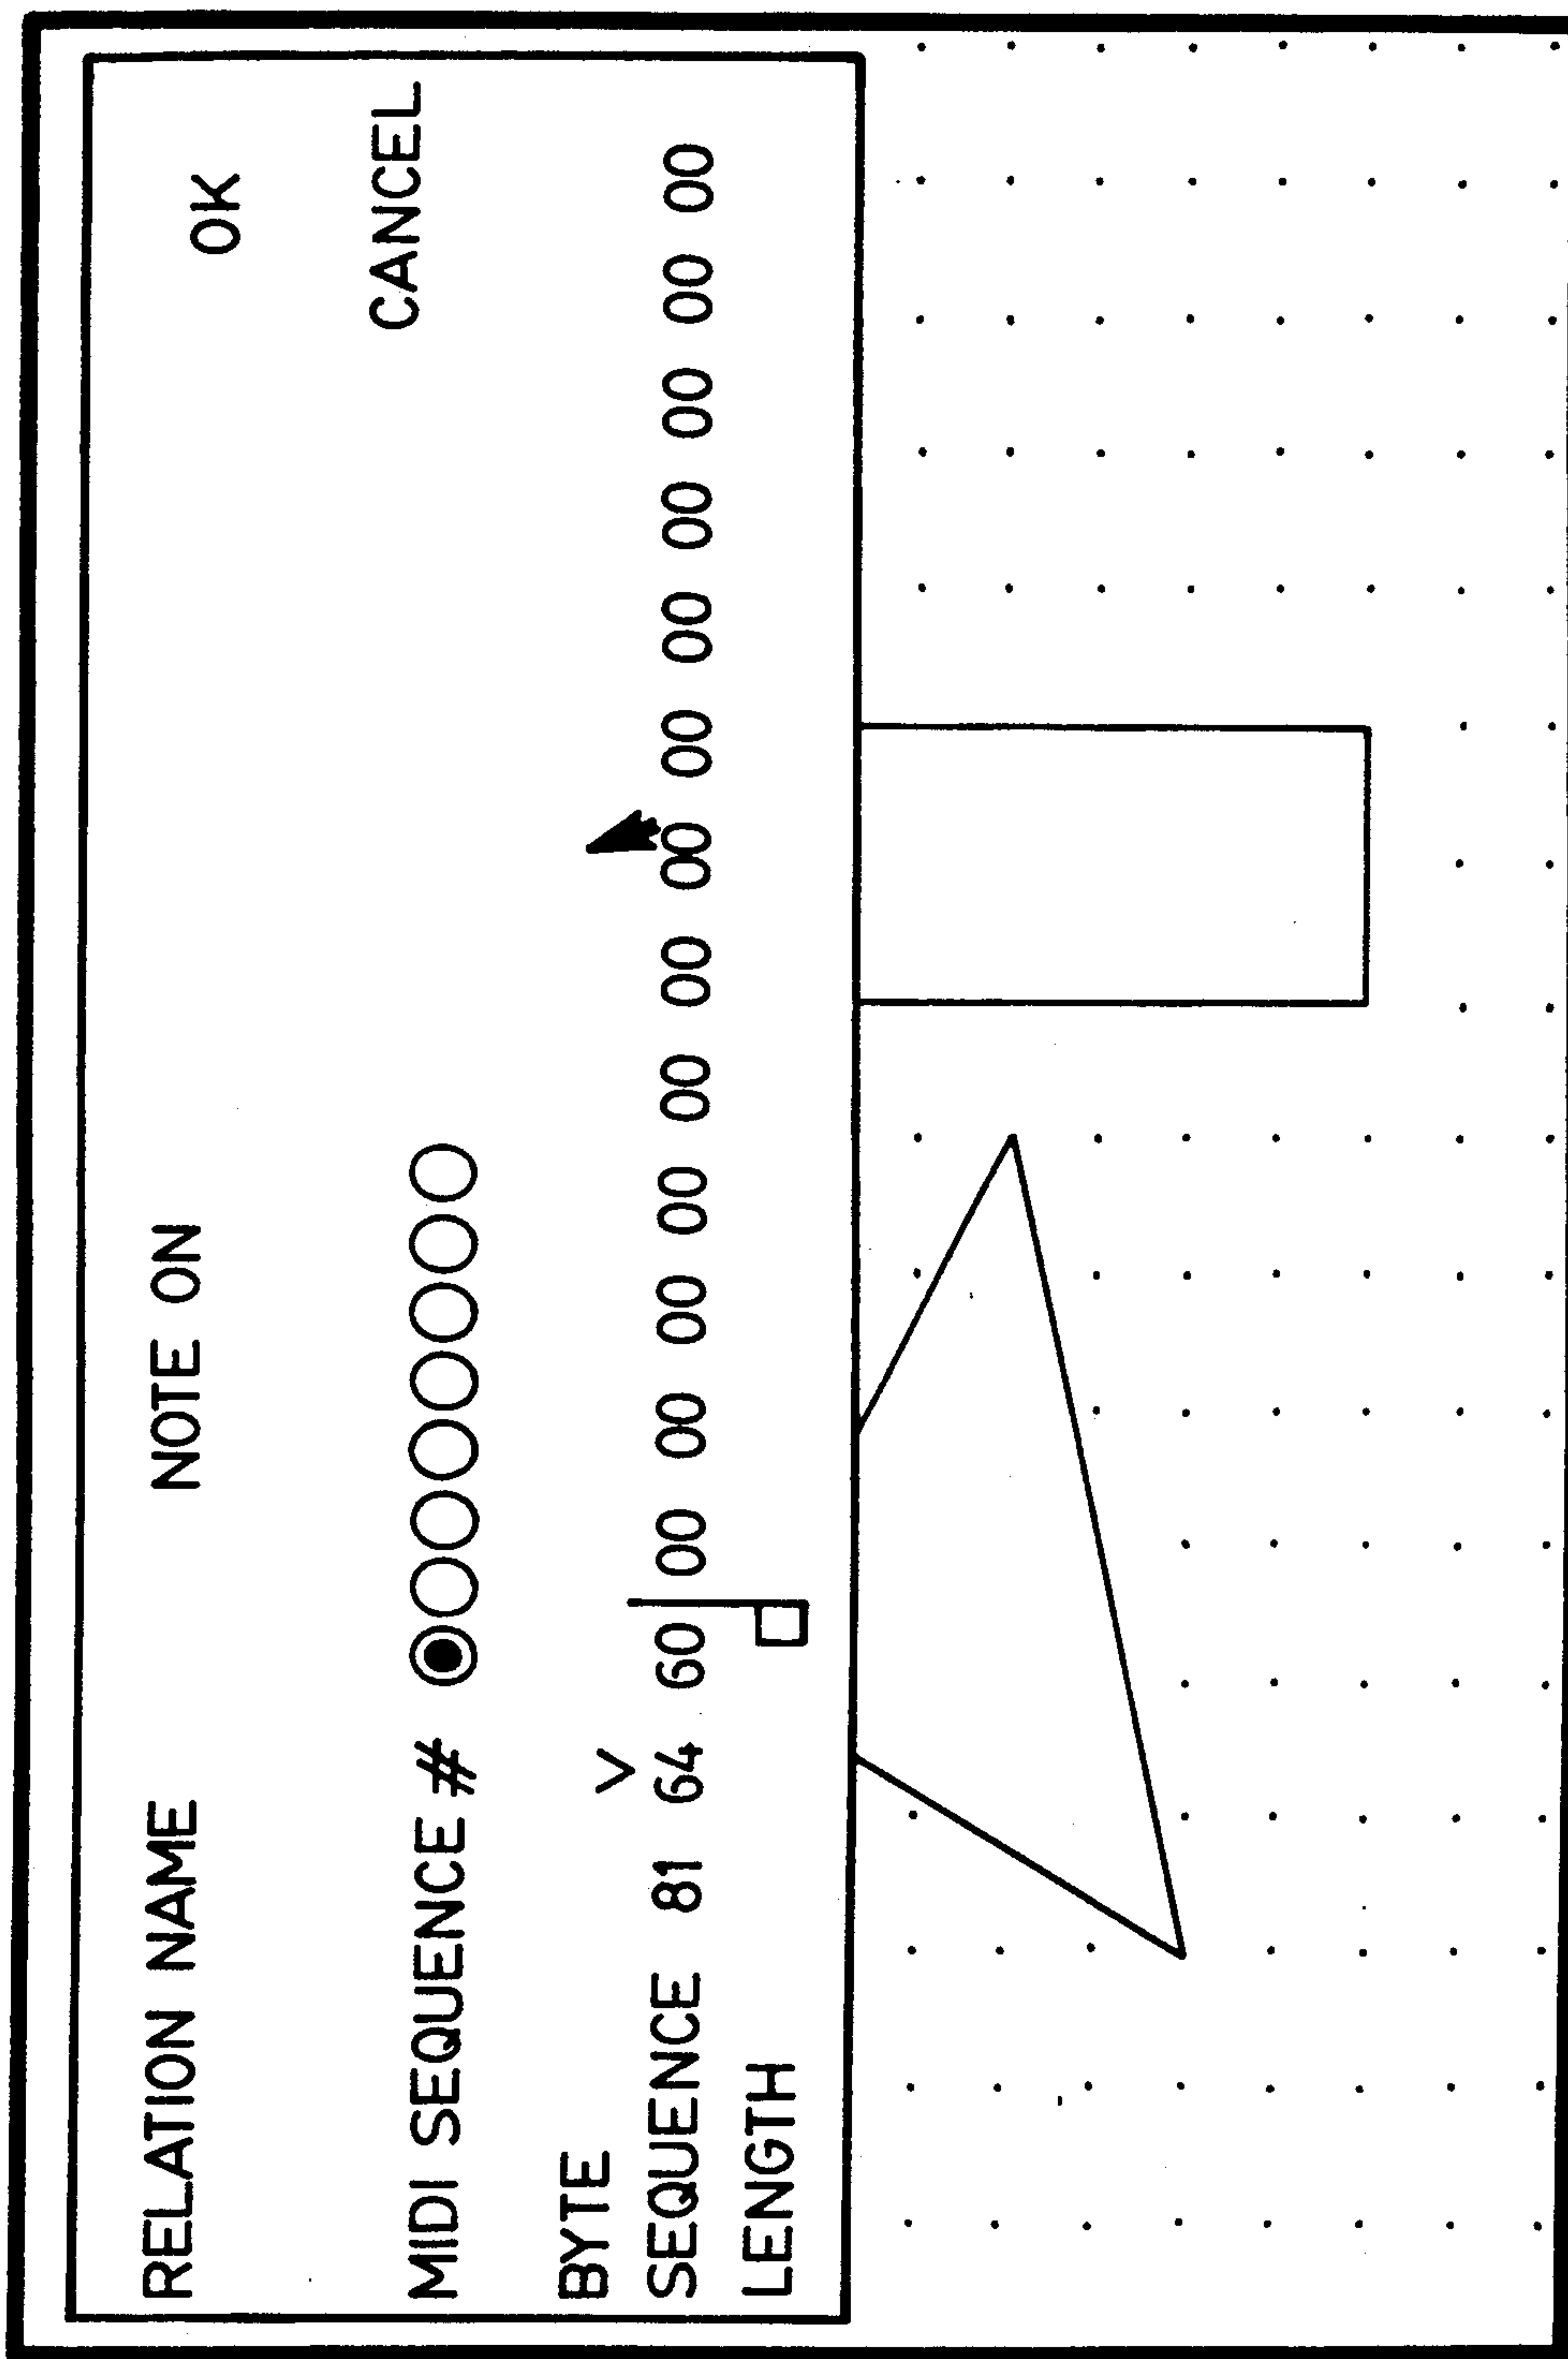 RELATION NAME NOTE ON OK
MIDI SEQUENCE # CANCEL
BYTE V
SEQUENCE 81 64 60 00 00 00 00 00 00 00 00 00 00 00 00 00
LENGTH